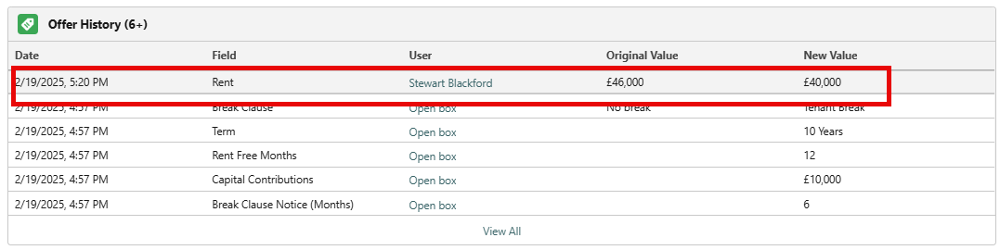 Offer History (6+)
Date Field User Original Value New Value
2/19/2025, 5:20 PM Rent Stewart Blackford £46,000 £40,000
2/19/2025, 4:57 PM Break Clause Open box No break Tenant Break
2/19/2025, 4:57 PM Term Open box 10 Years
2/19/2025, 4:57 PM Rent Free Months Open box 12
2/19/2025, 4:57 PM Capital Contributions Open box £10,000
2/19/2025, 4:57 PM Break Clause Notice (Months) Open box 6
View All